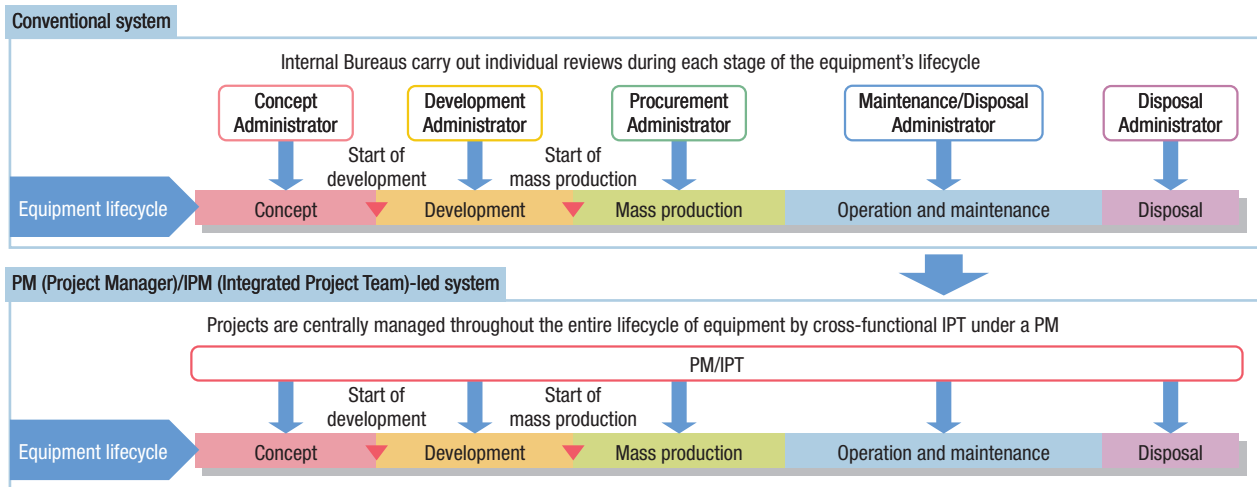 Conventional system
Internal Bureaus carry out individual reviews during each stage of the equipment's lifecycle
Concept
Administrator
Development
Administrator
Procurement
Administrator
Maintenance/Disposal
Administrator
Disposal
Administrator
Start of
development
Start of
mass production
Equipment lifecycle
Concept
Development
Mass production
Operation and maintenance
Disposal
PM (Project Manager)/IPM (Integrated Project Team)-led system
Projects are centrally managed throughout the entire lifecycle of equipment by cross-functional IPT under a PM
PM/IPT
Start of
development
Start of
mass production
Equipment lifecycle
Concept
Development
Mass production
Operation and maintenance
Disposal